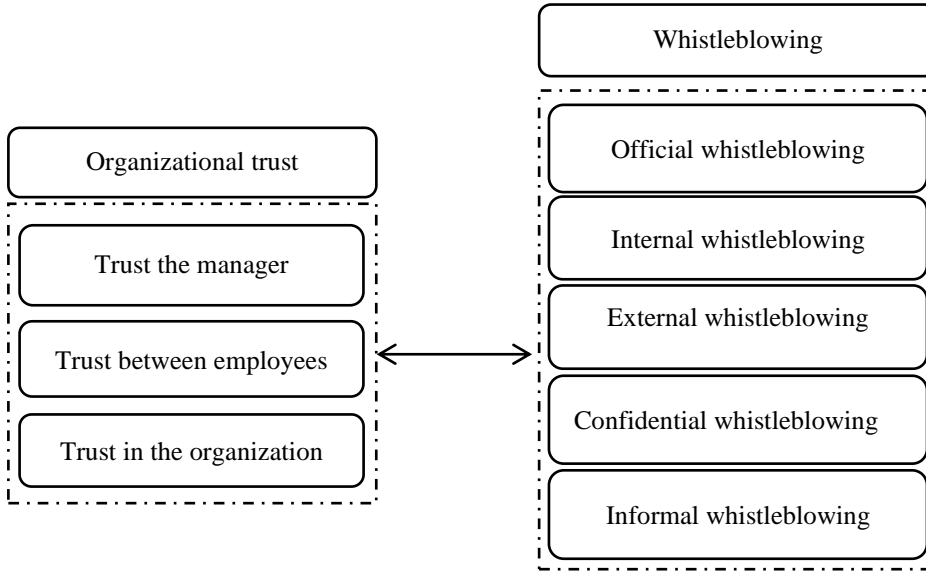 Organizational trust
Trust the manager
Trust between employees
Trust in the organization
Whistleblowing
Official whistleblowing
Internal whistleblowing
External whistleblowing
Confidential whistleblowing
Informal whistleblowing